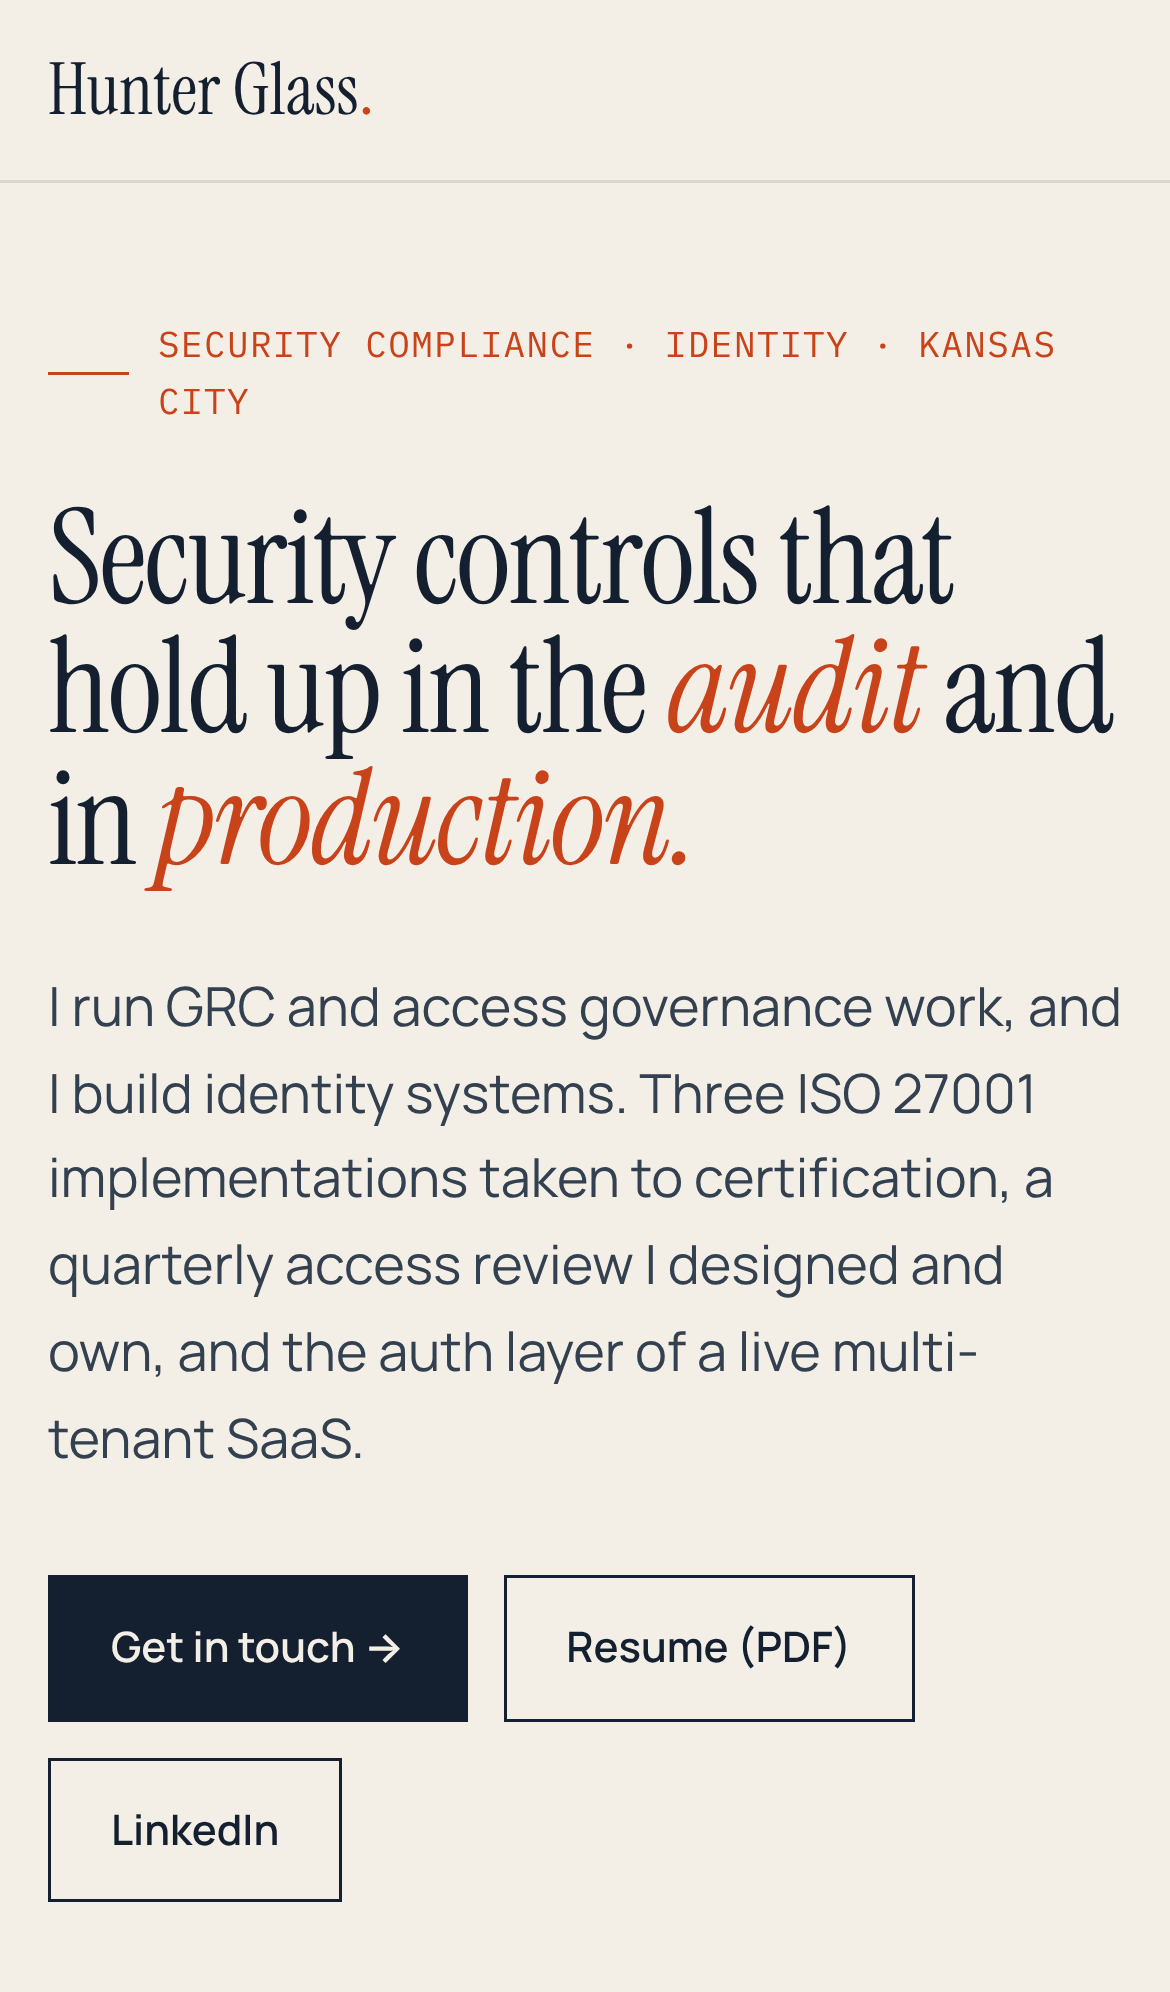 Hunter Glass.
SECURITY COMPLIANCE · IDENTITY · KANSAS
CITY
Security controls that
hold up in the audit and
in production.
I run GRC and access governance work, and
I build identity systems. Three ISO 27001
implementations taken to certification, a
quarterly access review I designed and
own, and the auth layer of a live multi-
tenant SaaS.
Get in touch →
Resume (PDF)
LinkedIn